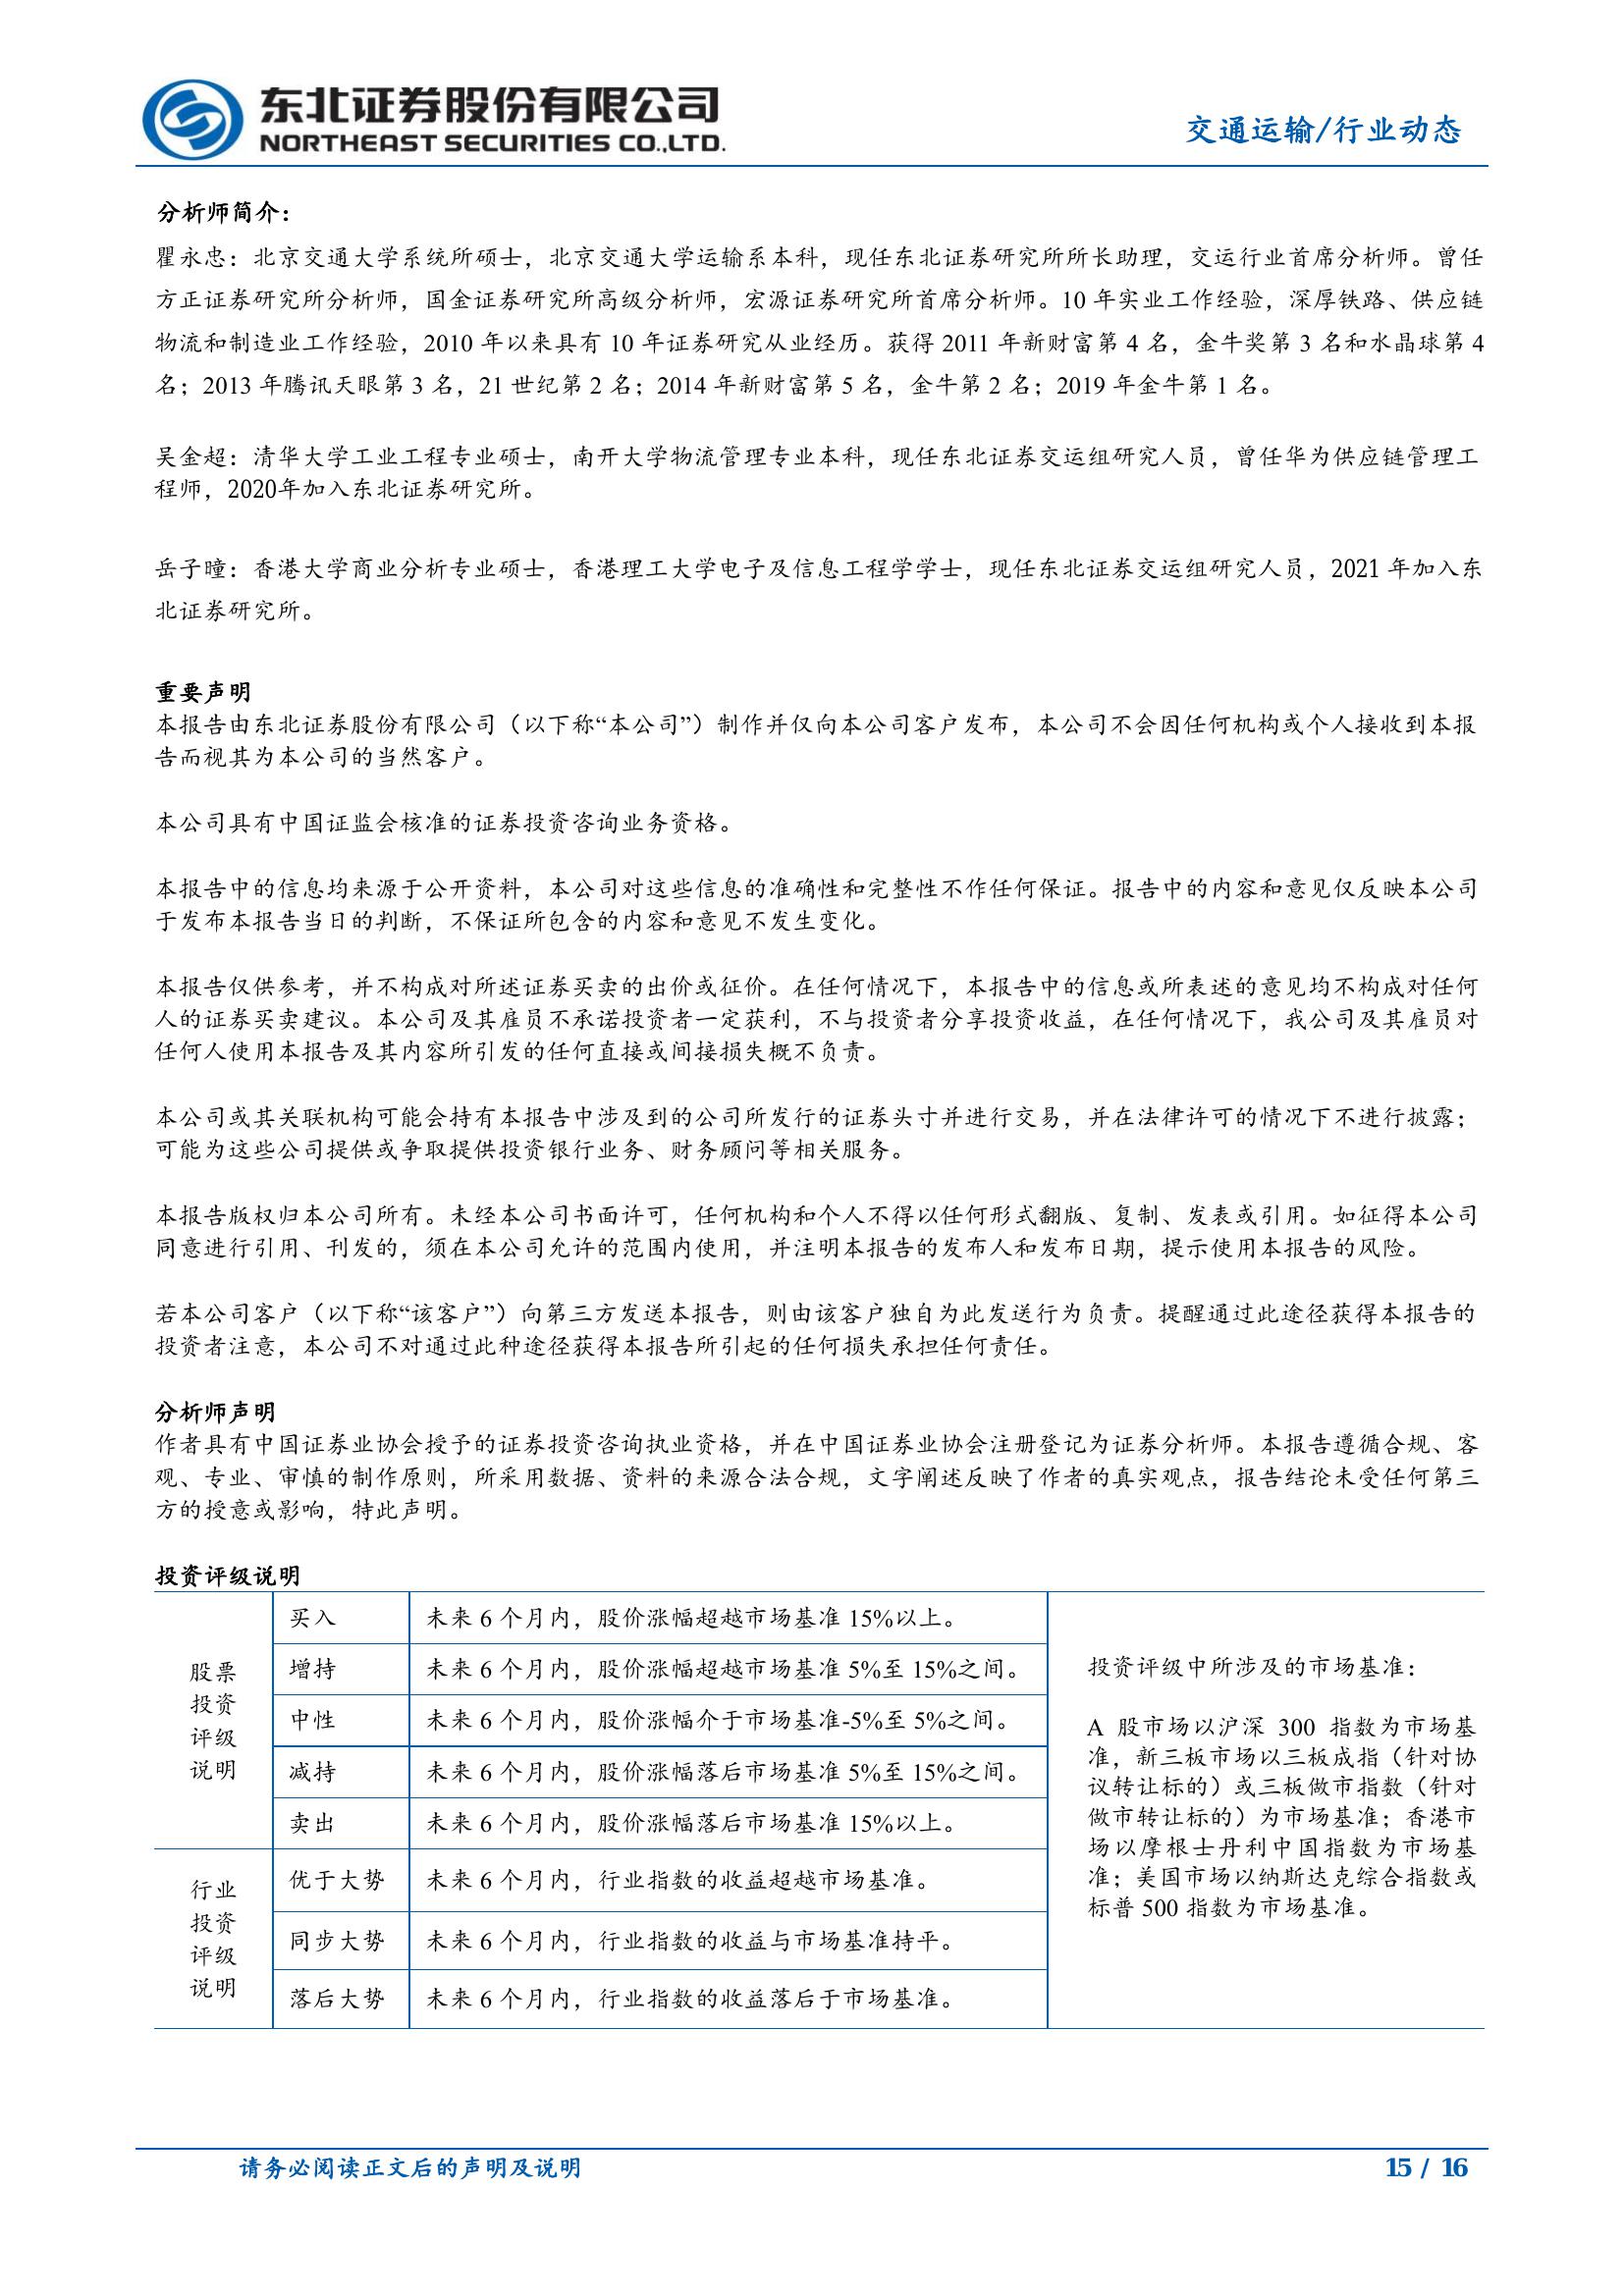 东北证券股份有限公司
NORTHEAST SECURITIES CO.,LTD.
交通运输/行业动态
分析师简介：
瞿永忠：北京交通大学系统所硕士，北京交通大学运输系本科，现任东北证券研究所所长助理，交运行业首席分析师。曾任
方正证券研究所分析师，国金证券研究所高级分析师，宏源证券研究所首席分析师。10 年实业工作经验，深厚铁路、供应链
物流和制造业工作经验，2010 年以来具有 10 年证券研究从业经历。获得 2011 年新财富第 4 名，金牛奖第 3 名和水晶球第 4
名；2013 年腾讯天眼第 3 名，21 世纪第 2 名；2014 年新财富第 5 名，金牛第 2 名；2019 年金牛第 1 名。
吴金超：清华大学工业工程专业硕士，南开大学物流管理专业本科，现任东北证券交运组研究人员，曾任华为供应链管理工
程师，2020年加入东北证券研究所。
岳子曈：香港大学商业分析专业硕士，香港理工大学电子及信息工程学学士，现任东北证券交运组研究人员，2021 年加入东
北证券研究所。
重要声明
本报告由东北证券股份有限公司（以下称“本公司”）制作并仅向本公司客户发布，本公司不会因任何机构或个人接收到本报
告而视其为本公司的当然客户。
本公司具有中国证监会核准的证券投资咨询业务资格。
本报告中的信息均来源于公开资料，本公司对这些信息的准确性和完整性不作任何保证。报告中的内容和意见仅反映本公司
于发布本报告当日的判断，不保证所包含的内容和意见不发生变化。
本报告仅供参考，并不构成对所述证券买卖的出价或征价。在任何情况下，本报告中的信息或所表述的意见均不构成对任何
人的证券买卖建议。本公司及其雇员不承诺投资者一定获利，不与投资者分享投资收益，在任何情况下，我公司及其雇员对
任何人使用本报告及其内容所引发的任何直接或间接损失概不负责。
本公司或其关联机构可能会持有本报告中涉及到的公司所发行的证券头寸并进行交易，并在法律许可的情况下不进行披露；
可能为这些公司提供或争取提供投资银行业务、财务顾问等相关服务。
本报告版权归本公司所有。未经本公司书面许可，任何机构和个人不得以任何形式翻版、复制、发表或引用。如征得本公司
同意进行引用、刊发的，须在本公司允许的范围内使用，并注明本报告的发布人和发布日期，提示使用本报告的风险。
若本公司客户（以下称“该客户”）向第三方发送本报告，则由该客户独自为此发送行为负责。提醒通过此途径获得本报告的
投资者注意，本公司不对通过此种途径获得本报告所引起的任何损失承担任何责任。
分析师声明
作者具有中国证券业协会授予的证券投资咨询执业资格，并在中国证券业协会注册登记为证券分析师。本报告遵循合规、客
观、专业、审慎的制作原则，所采用数据、资料的来源合法合规，文字阐述反映了作者的真实观点，报告结论未受任何第三
方的授意或影响，特此声明。
投资评级说明
股票
投资
评级
说明
买入 未来 6 个月内，股价涨幅超越市场基准 15%以上。
增持 未来 6 个月内，股价涨幅超越市场基准 5%至 15%之间。
中性 未来 6 个月内，股价涨幅介于市场基准-5%至 5%之间。
减持 未来 6 个月内，股价涨幅落后市场基准 5%至 15%之间。
卖出 未来 6 个月内，股价涨幅落后市场基准 15%以上。
行业
投资
评级
说明
优于大势 未来 6 个月内，行业指数的收益超越市场基准。
同步大势 未来 6 个月内，行业指数的收益与市场基准持平。
落后大势 未来 6 个月内，行业指数的收益落后于市场基准。
投资评级中所涉及的市场基准：
A 股市场以沪深 300 指数为市场基
准，新三板市场以三板成指（针对协
议转让标的）或三板做市指数（针对
做市转让标的）为市场基准；香港市
场以摩根士丹利中国指数为市场基
准；美国市场以纳斯达克综合指数或
标普 500 指数为市场基准。
请务必阅读正文后的声明及说明
15 / 16